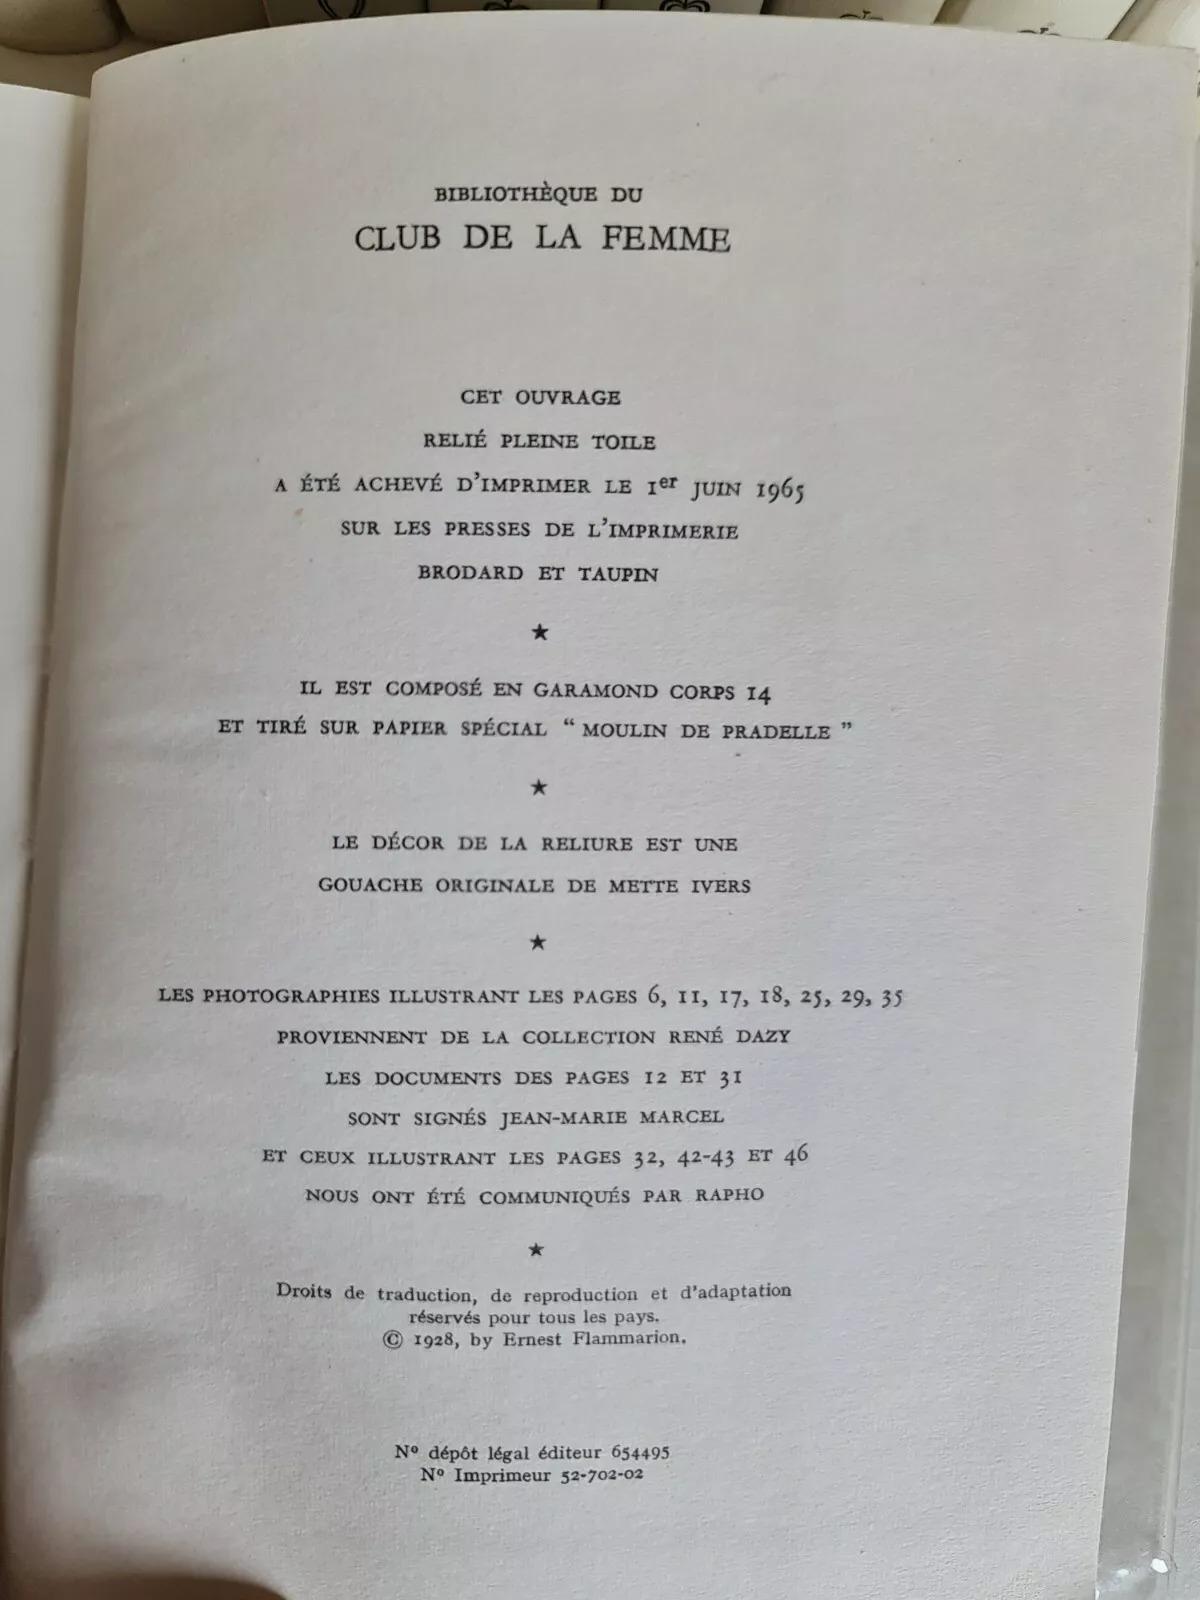 BIBLIOTHÈQUE DU
CLUB DE LA FEMME
CET OUVRAGE
RELIÉ PLEINE TOILE
A ÉTÉ ACHEVÉ D'IMPRIMER LE 1er JUIN 1965
SUR LES PRESSES DE L'IMPRIMERIE
BRODARD ET TAUPIN
★
IL EST COMPOSÉ EN GARAMOND CORPS 14
ET TIRÉ SUR PAPIER SPÉCIAL “ MOULIN DE PRADELLE ”
★
LE DÉCOR DE LA RELIURE EST UNE
GOUACHE ORIGINALE DE METTE IVERS
★
LES PHOTOGRAPHIES ILLUSTRANT LES PAGES 6, 11, 17, 18, 25, 29, 35
PROVIENNENT DE LA COLLECTION RENÉ DAZY
LES DOCUMENTS DES PAGES 12 ET 31
SONT SIGNÉS JEAN-MARIE MARCEL
ET CEUX ILLUSTRANT LES PAGES 32, 42-43 ET 46
NOUS ONT ÉTÉ COMMUNIQUÉS PAR RAPHO
★
Droits de traduction, de reproduction et d'adaptation
réservés pour tous les pays.
© 1928, by Ernest Flammarion.
Nº dépôt légal éditeur 654495
Nº Imprimeur 52-702-02